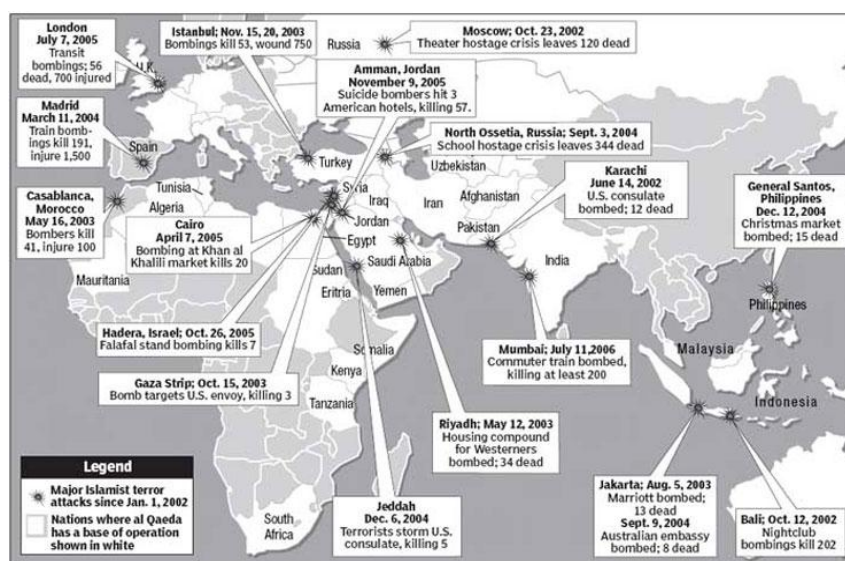 London
July 7, 2005
Transit
bombings; 56
dead, 700 injured
U.K.
Istanbul; Nov. 15, 20, 2003
Bombings kill 53, wound 750
Russia
Moscow; Oct. 23, 2002
Theater hostage crisis leaves 120 dead
Amman, Jordan
November 9, 2005
Suicide bombers hit 3
American hotels, killing 57.
Madrid
March 11, 2004
Train bomb-
ings kill 191,
injure 1,500
Spain
North Ossetia, Russia; Sept. 3, 2004
School hostage crisis leaves 344 dead
Turkey
Uzbekistan
Karachi
June 14, 2002
U.S. consulate
bombed; 12 dead
Casablanca,
Morocco
May 16, 2003
Bombers kill
41, injure 100
Tunisia
Algeria
Syria
Iraq
Iran
Afghanistan
Jordan
Pakistan
General Santos,
Philippines
Dec. 12, 2004
Christmas market
bombed; 15 dead
Cairo
April 7, 2005
Bombing at Khan al
Khalili market kills 20
Egypt
Saudi Arabia
India
Mauritania
Sudan
Eritria
Yemen
Philippines
Hadera, Israel; Oct. 26, 2005
Falafal stand bombing kills 7
Somalia
Mumbai; July 11,2006
Commuter train bombed,
killing at least 200
Malaysia
Kenya
Gaza Strip; Oct. 15, 2003
Bomb targets U.S. envoy, killing 3
Tanzania
Indonesia
Riyadh; May 12, 2003
Housing compound
for Westerners
bombed; 34 dead
Legend
Major Islamist terror
attacks since Jan. 1, 2002
Nations where al Qaeda
has a base of operation
shown in white
South
Africa
Jeddah
Dec. 6, 2004
Terrorists storm U.S.
consulate, killing 5
Jakarta; Aug. 5, 2003
Marriott bombed;
13 dead
Sept. 9, 2004
Australian embassy
bombed; 8 dead
Bali; Oct. 12, 2002
Nightclub
bombings kill 202